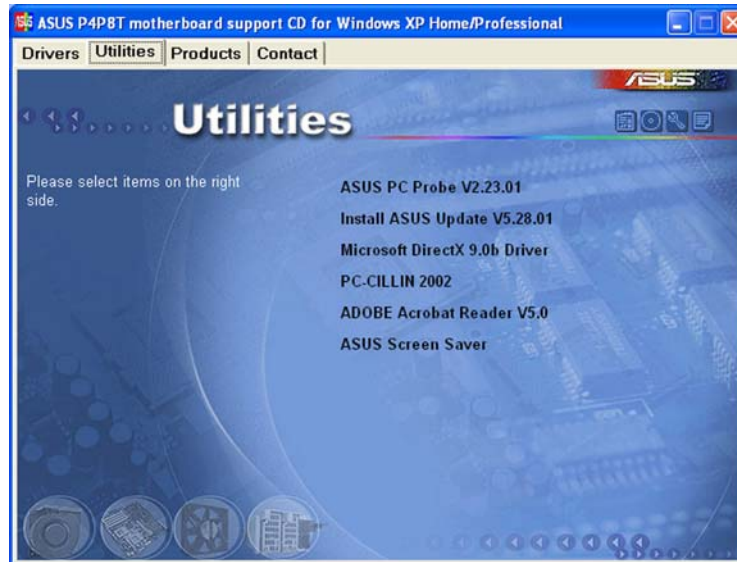 ASUS P4P8T motherboard support CD for Windows XP Home/Professional
Drivers Utilities Products Contact
ASUS
Utilities
Please select items on the right
side.
ASUS PC Probe V2.23.01
Install ASUS Update V5.28.01
Microsoft DirectX 9.0b Driver
PC-CILLIN 2002
ADOBE Acrobat Reader V5.0
ASUS Screen Saver